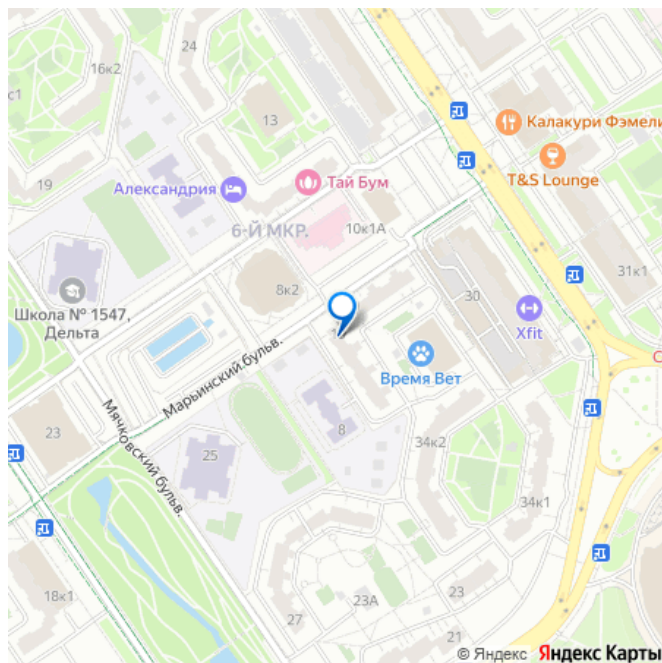 16к2
24
с1
13
Калакури Фэмели
T&S Lounge
19
Александрия
Тай Бум
6-Й МКР.
10к1А
31к1
8к2
30
Школа № 1547,
Дельта
Xfit
Марьинский бульв.
Время Вет
С
Мячковский бульв.
23
25
8
34к2
34к1
18к1
27
23А
23
21
© Яндекс Яндекс Карты